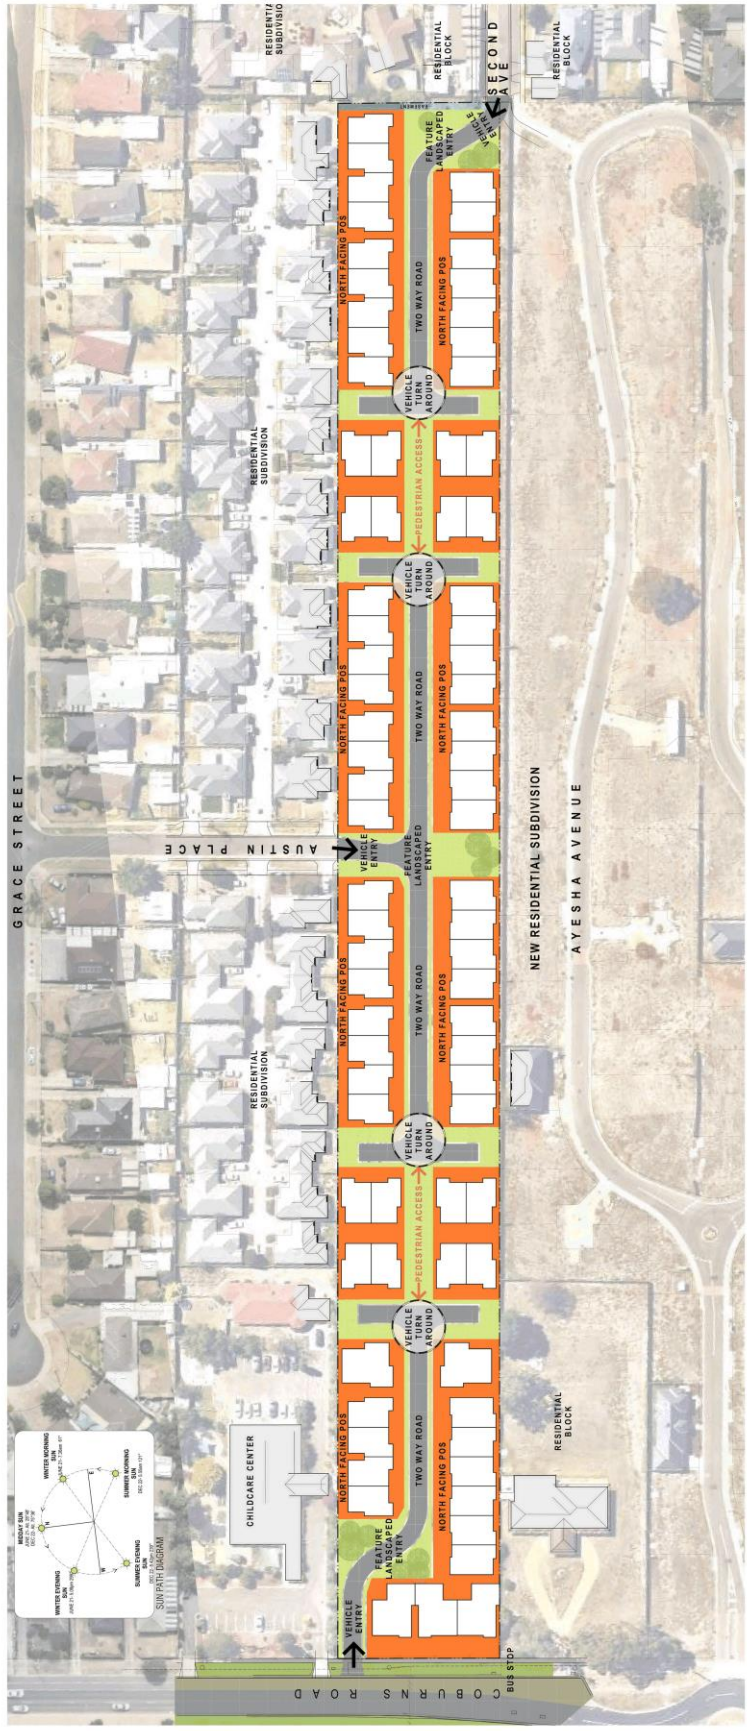 RESIDENTIAL
SUBDIVISION
RESIDENTIAL
BLOCK
SECOND
AVE
RESIDENTIAL
BLOCK
EASEMENT
VEHICLE
ENTRY
FEATURE
LANDSCAPED
ENTRY
NORTH FACING POS
TWO WAY ROAD
NORTH FACING POS
VEHICLE
TURN
AROUND
RESIDENTIAL
SUBDIVISION
PEDESTRIAN ACCESS
VEHICLE
TURN
AROUND
NORTH FACING POS
TWO WAY ROAD
NORTH FACING POS
GRACE STREET
AUSTIN PLACE
VEHICLE
ENTRY
FEATURE
LANDSCAPED
ENTRY
NEW RESIDENTIAL SUBDIVISION
AYESHA AVENUE
NORTH FACING POS
TWO WAY ROAD
NORTH FACING POS
RESIDENTIAL
SUBDIVISION
VEHICLE
TURN
AROUND
PEDESTRIAN ACCESS
VEHICLE
TURN
AROUND
NORTH FACING POS
TWO WAY ROAD
NORTH FACING POS
RESIDENTIAL
BLOCK
CHILDCARE CENTER
FEATURE
LANDSCAPED
ENTRY
VEHICLE
ENTRY
COBURNS ROAD
BUS STOP
WINTER MORNING
SUN
MIDDAY SUN
N
E
W
SUMMER MORNING
SUN
WINTER EVENING
SUN
SUMMER EVENING
SUN
SUN PATH DIAGRAM